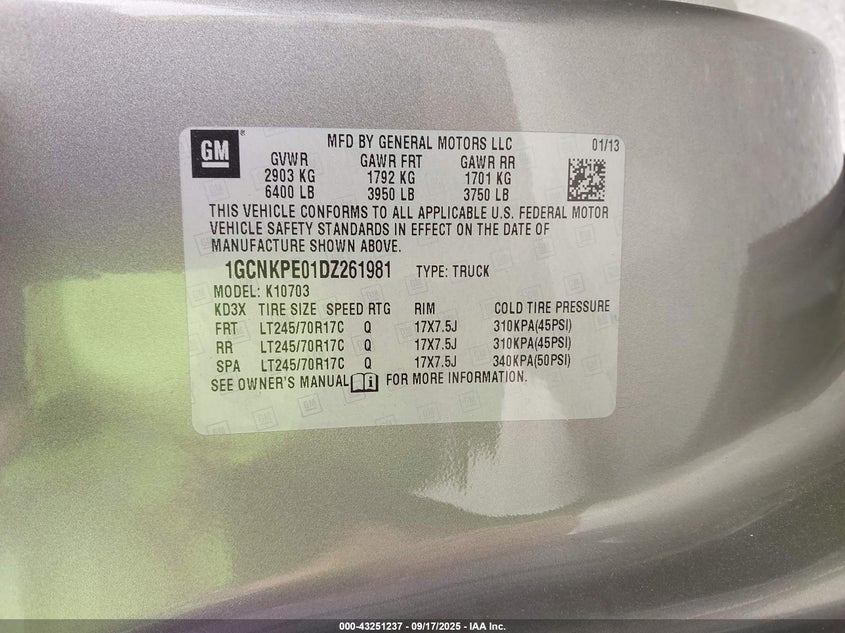 GM ®
MFD BY GENERAL MOTORS LLC 01/13
GVWR GAWR FRT GAWR RR
2903 KG 1792 KG 1701 KG
6400 LB 3950 LB 3750 LB
THIS VEHICLE CONFORMS TO ALL APPLICABLE U.S. FEDERAL MOTOR
VEHICLE SAFETY STANDARDS IN EFFECT ON THE DATE OF
MANUFACTURE SHOWN ABOVE.
1GCNKPE01DZ261981 TYPE: TRUCK
MODEL: K10703
KD3X TIRE SIZE SPEED RTG RIM COLD TIRE PRESSURE
FRT LT245/70R17C Q 17X7.5J 310KPA(45PSI)
RR LT245/70R17C Q 17X7.5J 310KPA(45PSI)
SPA LT245/70R17C Q 17X7.5J 340KPA(50PSI)
SEE OWNER'S MANUAL FOR MORE INFORMATION.
000-43251237 - 09/17/2025 - IAA Inc.